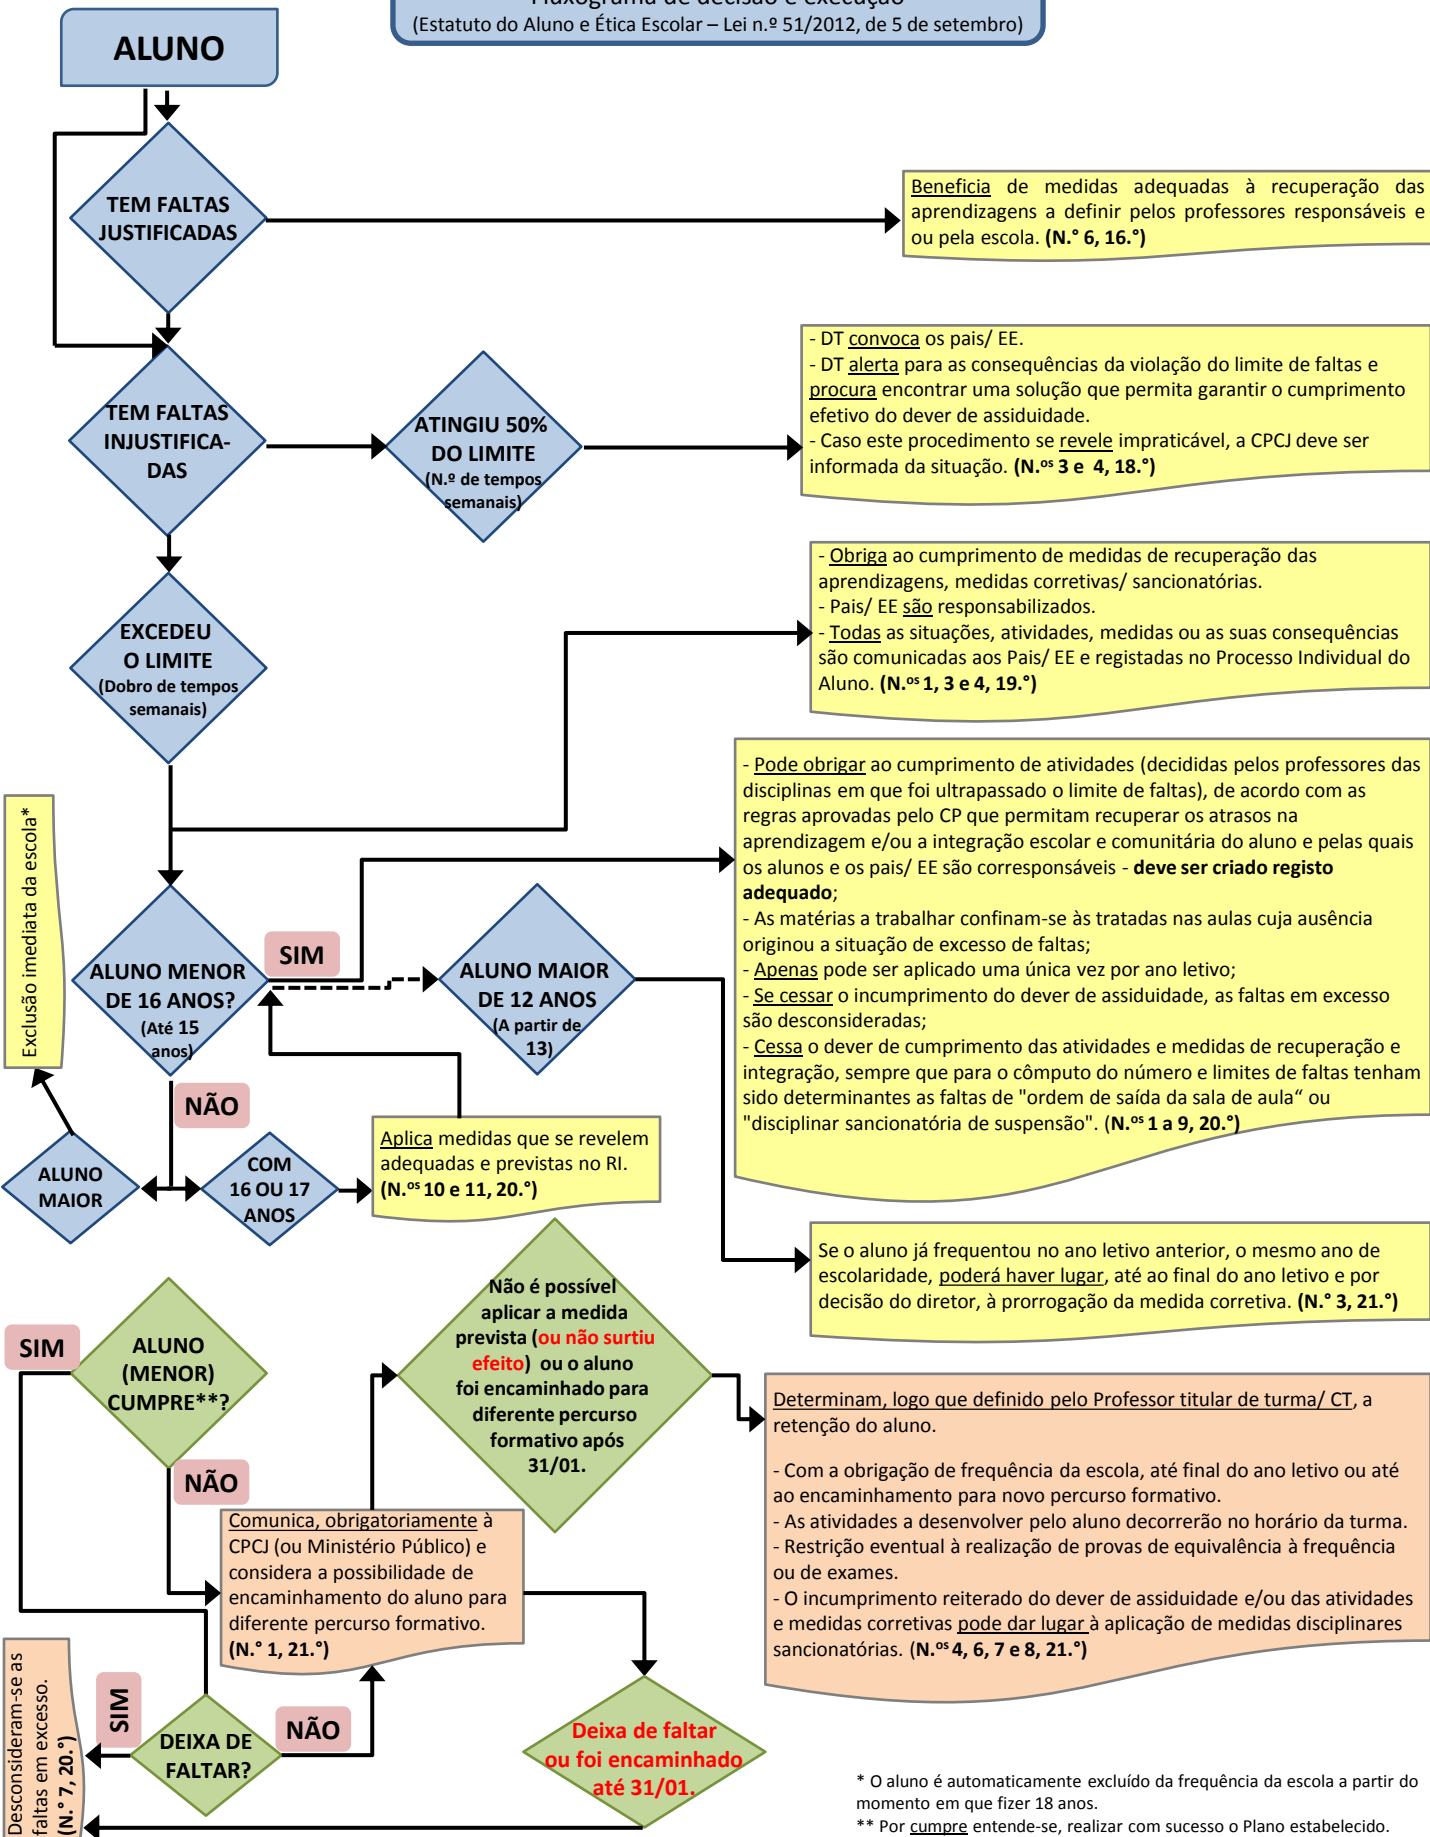 Fluxograma de decisão e execução
(Estatuto do Aluno e Ética Escolar – Lei n.º 51/2012, de 5 de setembro)
ALUNO
TEM FALTAS
JUSTIFICADAS
Beneficia de medidas adequadas à recuperação das
aprendizagens a definir pelos professores responsáveis e
ou pela escola. (N.° 6, 16.°)
TEM FALTAS
INJUSTIFICA-
DAS
ATINGIU 50%
DO LIMITE
(N.º de tempos
semanais)
- DT convoca os pais/ EE.
- DT alerta para as consequências da violação do limite de faltas e
procura encontrar uma solução que permita garantir o cumprimento
efetivo do dever de assiduidade.
- Caso este procedimento se revele impraticável, a CPCJ deve ser
informada da situação. (N.os 3 e 4, 18.°)
EXCEDEU
O LIMITE
(Dobro de tempos
semanais)
- Obriga ao cumprimento de medidas de recuperação das
aprendizagens, medidas corretivas/ sancionatórias.
- Pais/ EE são responsabilizados.
- Todas as situações, atividades, medidas ou as suas consequências
são comunicadas aos Pais/ EE e registadas no Processo Individual do
Aluno. (N.os 1, 3 e 4, 19.°)
- Pode obrigar ao cumprimento de atividades (decididas pelos professores das
disciplinas em que foi ultrapassado o limite de faltas), de acordo com as
regras aprovadas pelo CP que permitam recuperar os atrasos na
aprendizagem e/ou a integração escolar e comunitária do aluno e pelas quais
os alunos e os pais/ EE são corresponsáveis - deve ser criado registo
adequado;
- As matérias a trabalhar confinam-se às tratadas nas aulas cuja ausência
originou a situação de excesso de faltas;
- Apenas pode ser aplicado uma única vez por ano letivo;
- Se cessar o incumprimento do dever de assiduidade, as faltas em excesso
são desconsideradas;
- Cessa o dever de cumprimento das atividades e medidas de recuperação e
integração, sempre que para o cômputo do número e limites de faltas tenham
sido determinantes as faltas de "ordem de saída da sala de aula“ ou
"disciplinar sancionatória de suspensão". (N.os 1 a 9, 20.°)
Exclusão imediata da escola*
ALUNO MENOR
DE 16 ANOS?
(Até 15
anos)
SIM
ALUNO MAIOR
DE 12 ANOS
(A partir de
13)
NÃO
ALUNO
MAIOR
COM
16 OU 17
ANOS
Aplica medidas que se revelem
adequadas e previstas no RI.
(N.os 10 e 11, 20.°)
Se o aluno já frequentou no ano letivo anterior, o mesmo ano de
escolaridade, poderá haver lugar, até ao final do ano letivo e por
decisão do diretor, à prorrogação da medida corretiva. (N.° 3, 21.°)
SIM
ALUNO
(MENOR)
CUMPRE**?
NÃO
Não é possível
aplicar a medida
prevista (ou não surtiu
efeito) ou o aluno
foi encaminhado para
diferente percurso
formativo após
31/01.
Determinam, logo que definido pelo Professor titular de turma/ CT, a
retenção do aluno.
- Com a obrigação de frequência da escola, até final do ano letivo ou até
ao encaminhamento para novo percurso formativo.
- As atividades a desenvolver pelo aluno decorrerão no horário da turma.
- Restrição eventual à realização de provas de equivalência à frequência
ou de exames.
- O incumprimento reiterado do dever de assiduidade e/ou das atividades
e medidas corretivas pode dar lugar à aplicação de medidas disciplinares
sancionatórias. (N.os 4, 6, 7 e 8, 21.°)
Comunica, obrigatoriamente à
CPCJ (ou Ministério Público) e
considera a possibilidade de
encaminhamento do aluno para
diferente percurso formativo.
(N.° 1, 21.°)
Desconsideram-se as
faltas em excesso.
(N.° 7, 20.°)
SIM
DEIXA DE
FALTAR?
NÃO
Deixa de faltar
ou foi encaminhado
até 31/01.
* O aluno é automaticamente excluído da frequência da escola a partir do
momento em que fizer 18 anos.
** Por cumpre entende-se, realizar com sucesso o Plano estabelecido.